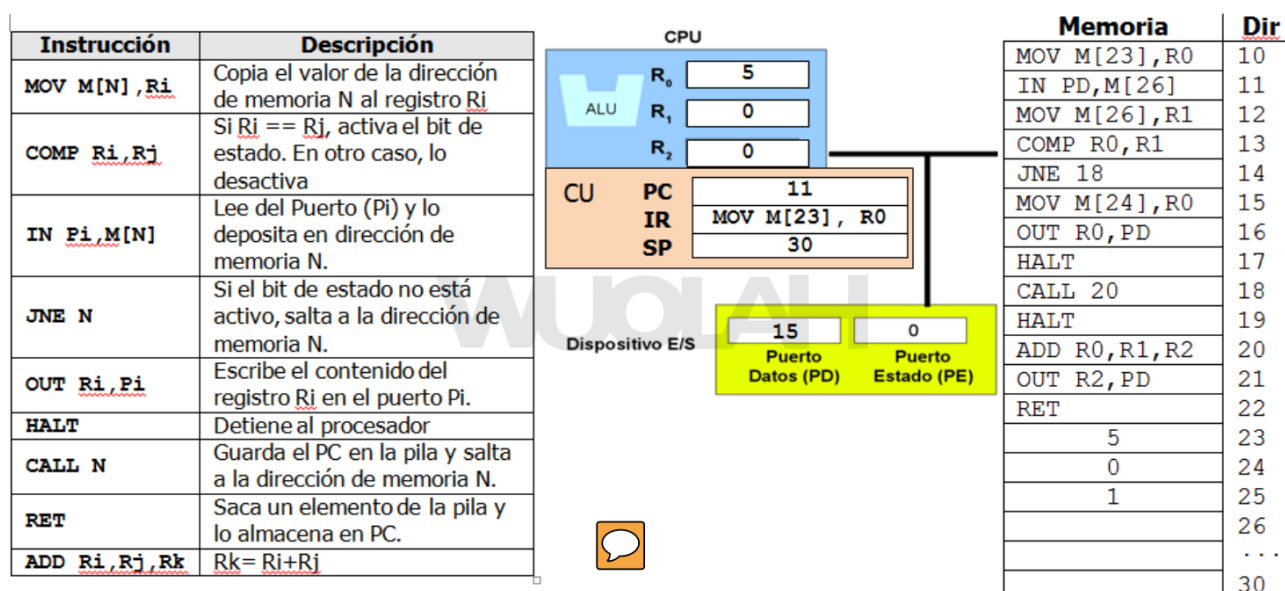 Instrucción Descripción
MOV M[N],Ri Copia el valor de la dirección
de memoria N al registro Ri
COMP Ri,Rj Si Ri == Rj, activa el bit de
estado. En otro caso, lo
desactiva
IN Pi,M[N] Lee del Puerto (Pi) y lo
deposita en dirección de
memoria N.
JNE N Si el bit de estado no está
activo, salta a la dirección de
memoria N.
OUT Ri,Pi Escribe el contenido del
registro Ri en el puerto Pi.
HALT Detiene al procesador
CALL N Guarda el PC en la pila y salta
a la dirección de memoria N.
RET Saca un elemento de la pila y
lo almacena en PC.
ADD Ri,Rj,Rk Rk= Ri+Rj
CPU
ALU
R0 5
R1 0
R2 0
CU PC 11
IR MOV M[23], R0
SP 30
WUOLAH
Dispositivo E/S
15 0
Puerto Puerto
Datos (PD) Estado (PE)
Memoria Dir
MOV M[23],R0 10
IN PD,M[26] 11
MOV M[26],R1 12
COMP R0,R1 13
JNE 18 14
MOV M[24],R0 15
OUT R0,PD 16
HALT 17
CALL 20 18
HALT 19
ADD R0,R1,R2 20
OUT R2,PD 21
RET 22
5 23
0 24
1 25
26
...
30